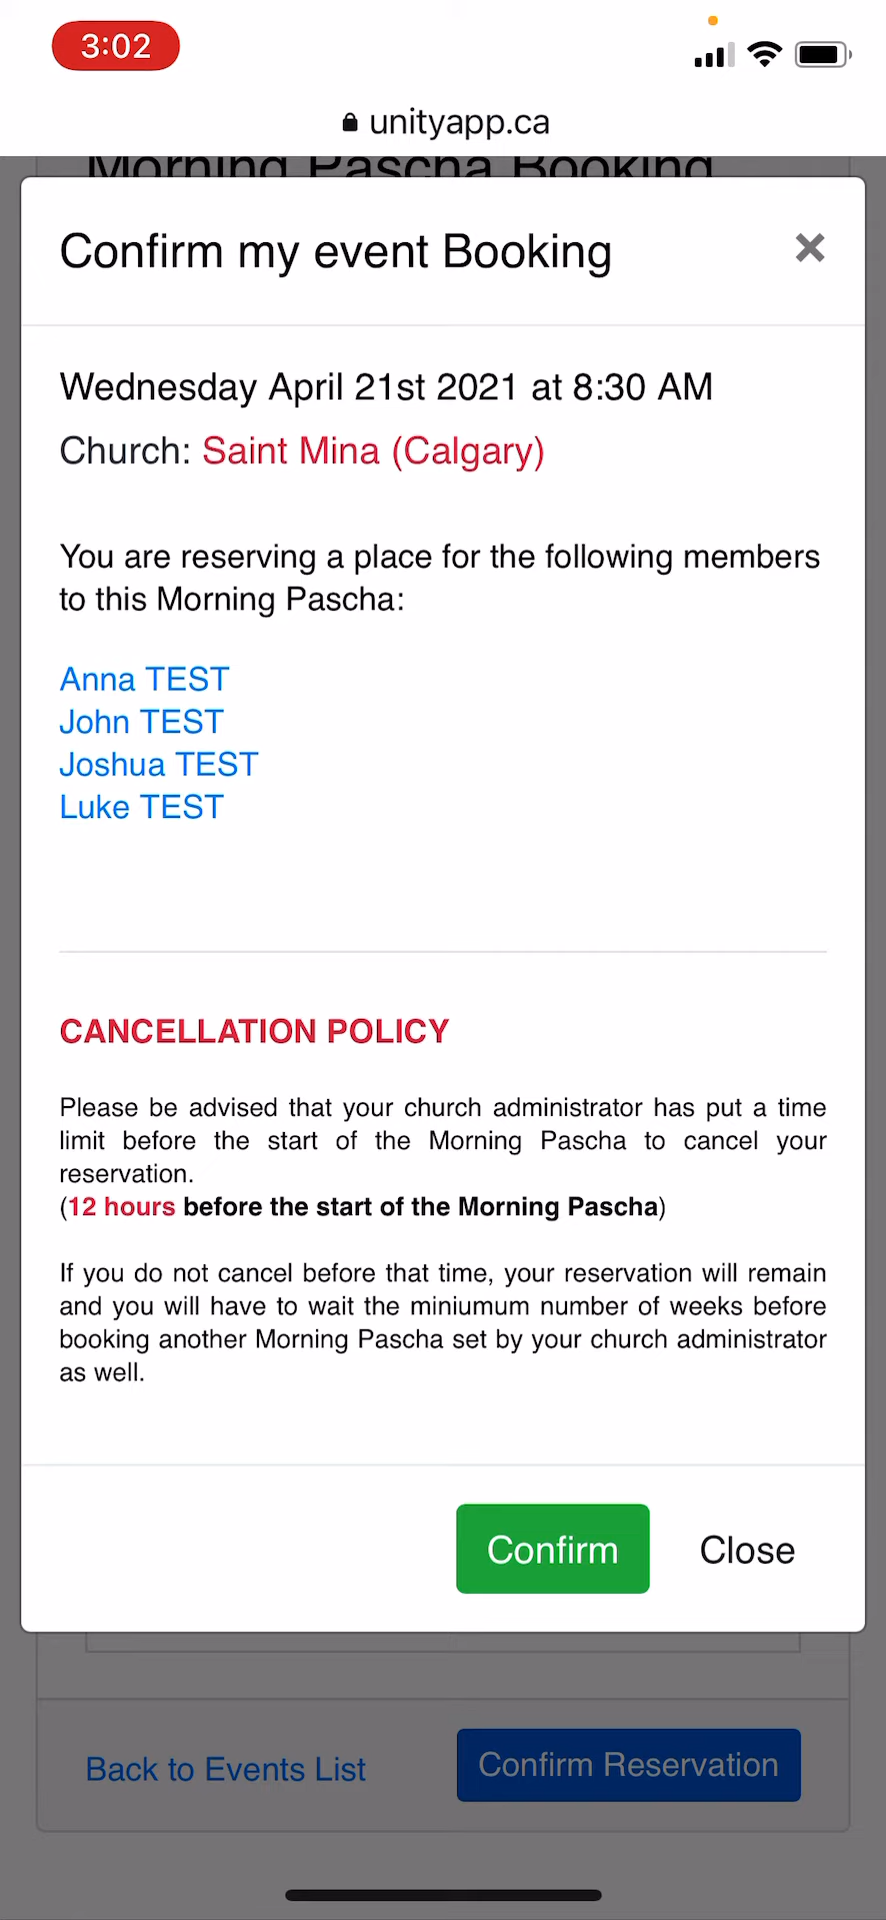 3:02
unityapp.ca
Morning Pascha Booking
Confirm my event Booking
×
Wednesday April 21st 2021 at 8:30 AM
Church: Saint Mina (Calgary)
You are reserving a place for the following members
to this Morning Pascha:
Anna TEST
John TEST
Joshua TEST
Luke TEST
CANCELLATION POLICY
Please be advised that your church administrator has put a time
limit before the start of the Morning Pascha to cancel your
reservation.
(12 hours before the start of the Morning Pascha)
If you do not cancel before that time, your reservation will remain
and you will have to wait the miniumum number of weeks before
booking another Morning Pascha set by your church administrator
as well.
Confirm Close
Back to Events List Confirm Reservation